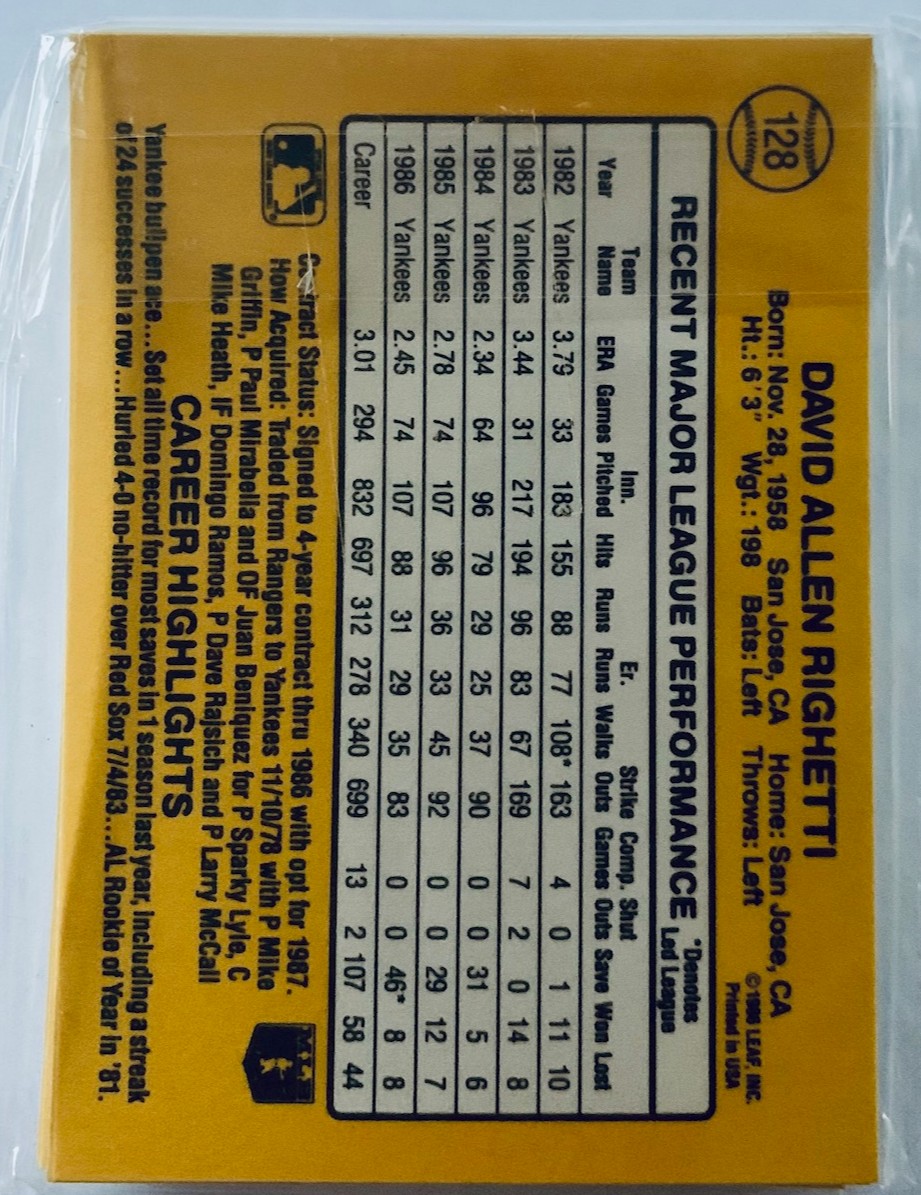 128
DAVID ALLEN RIGHETTI
Born: Nov. 28, 1958 San Jose, CA Home: San Jose, CA
Ht.: 6'3" Wgt.: 198 Bats: Left Throws: Left
LEAF, INC.
Printed in USA
RECENT MAJOR LEAGUE PERFORMANCE *Denotes Led League
Year Team Name ERA Games Inn. Pitched Hits Runs Er. Runs Walks Strike Outs Comp. Games Shut Outs Save Won Lost
1982 Yankees 3.79 33 183 155 88 77 108* 163 4 0 1 11 10
1983 Yankees 3.44 31 217 194 96 83 67 169 7 2 0 14 8
1984 Yankees 2.34 64 96 79 29 25 37 90 0 0 31 5 6
1985 Yankees 2.78 74 107 96 36 33 45 92 0 0 29 12 7
1986 Yankees 2.45 74 107 88 31 29 35 83 0 0 46* 8 8
Career 3.01 294 832 697 312 278 340 699 13 2 107 58 44
Status: Signed to 4-year contract thru 1986 with opt for 1987.
How Acquired: Traded from Rangers to Yankees 11/10/78 with P Mike
Griffin, P Paul Mirabella and OF Juan Beniquez for P Sparky Lyle, C
Mike Heath, IF Domingo Ramos, P Dave Rajsich and P Larry McCall
CAREER HIGHLIGHTS
Yankee bullpen ace...Set all time record for most saves in 1 season last year, including a streak
of 24 successes in a row...Hurled 4-0 no-hitter over Red Sox 7/4/83...AL Rookie of Year in '81.